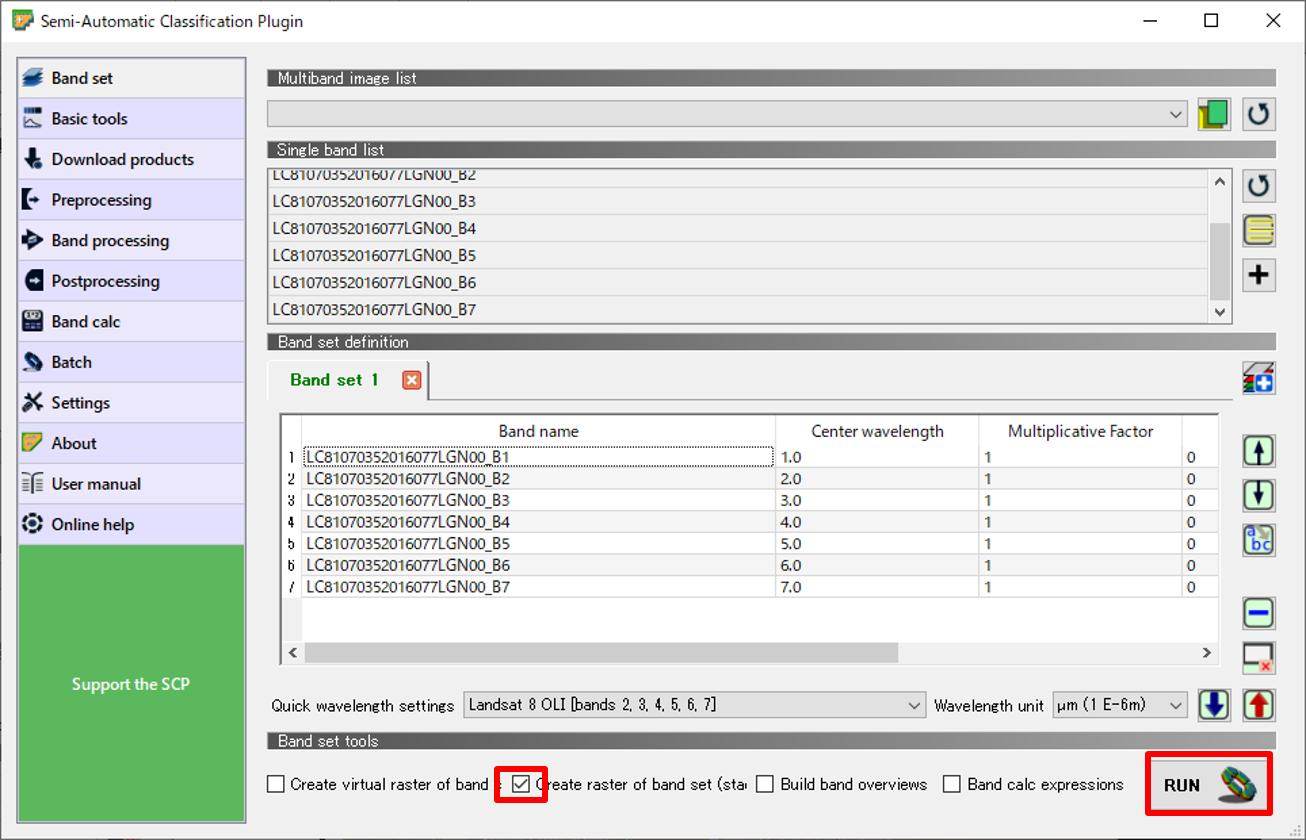 Semi-Automatic Classification Plugin
Band set
Basic tools
Download products
Preprocessing
Band processing
Postprocessing
Band calc
Batch
Settings
About
User manual
Online help
Support the SCP
Multiband image list
Single band list
LC81070352016077LGN00_B2
LC81070352016077LGN00_B3
LC81070352016077LGN00_B4
LC81070352016077LGN00_B5
LC81070352016077LGN00_B6
LC81070352016077LGN00_B7
Band set definition
Band set 1
Band name Center wavelength Multiplicative Factor
1 LC81070352016077LGN00_B1 1.0 1 0
2 LC81070352016077LGN00_B2 2.0 1 0
3 LC81070352016077LGN00_B3 3.0 1 0
4 LC81070352016077LGN00_B4 4.0 1 0
5 LC81070352016077LGN00_B5 5.0 1 0
6 LC81070352016077LGN00_B6 6.0 1 0
7 LC81070352016077LGN00_B7 7.0 1 0
Quick wavelength settings Landsat 8 OLI [bands 2, 3, 4, 5, 6, 7] Wavelength unit µm (1 E-6m)
Band set tools
Create virtual raster of band Create raster of band set (sta Build band overviews Band calc expressions RUN